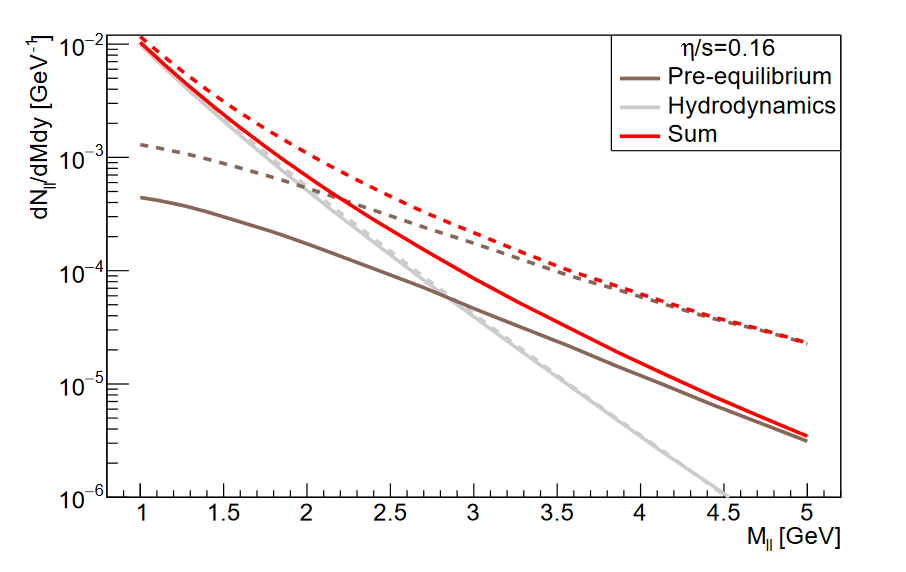 dN_ll/dMdy [GeV^-1]
η/s=0.16
Pre-equilibrium
Hydrodynamics
Sum
10^−2
10^−3
10^−4
10^−5
10^−6
1 1.5 2 2.5 3 3.5 4 4.5 5
M_ll [GeV]